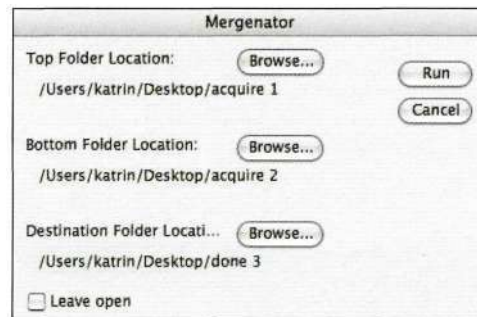 Mergenator
Top Folder Location: Browse...
Run
/Users/katrin/Desktop/acquire 1
Cancel
Bottom Folder Location: Browse...
/Users/katrin/Desktop/acquire 2
Destination Folder Locati... Browse...
/Users/katrin/Desktop/done 3
Leave open